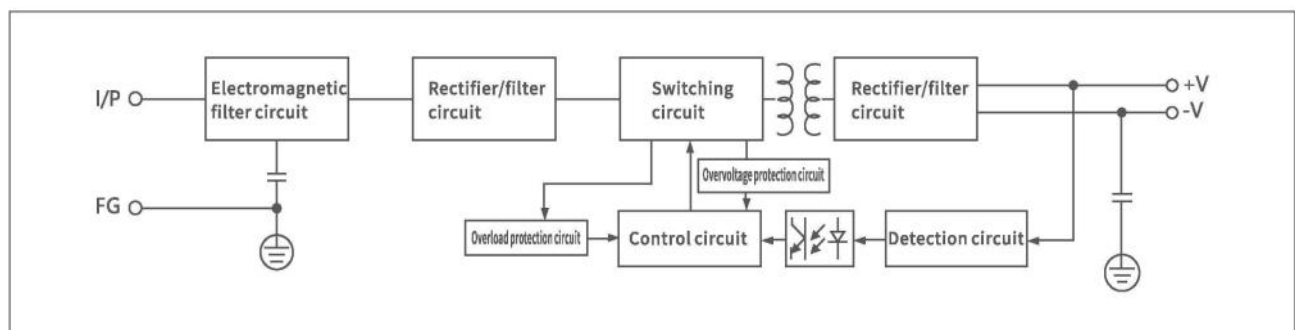 I/P
Electromagnetic
filter circuit
Rectifier/filter
circuit
Switching
circuit
Rectifier/filter
circuit
+V
-V
Overvoltage protection circuit
FG
Overload protection circuit
Control circuit
Detection circuit